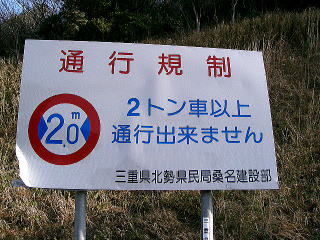 通行規制
2.0m
2トン車以上
通行出来ません
三重県北勢県民局桑名建設部